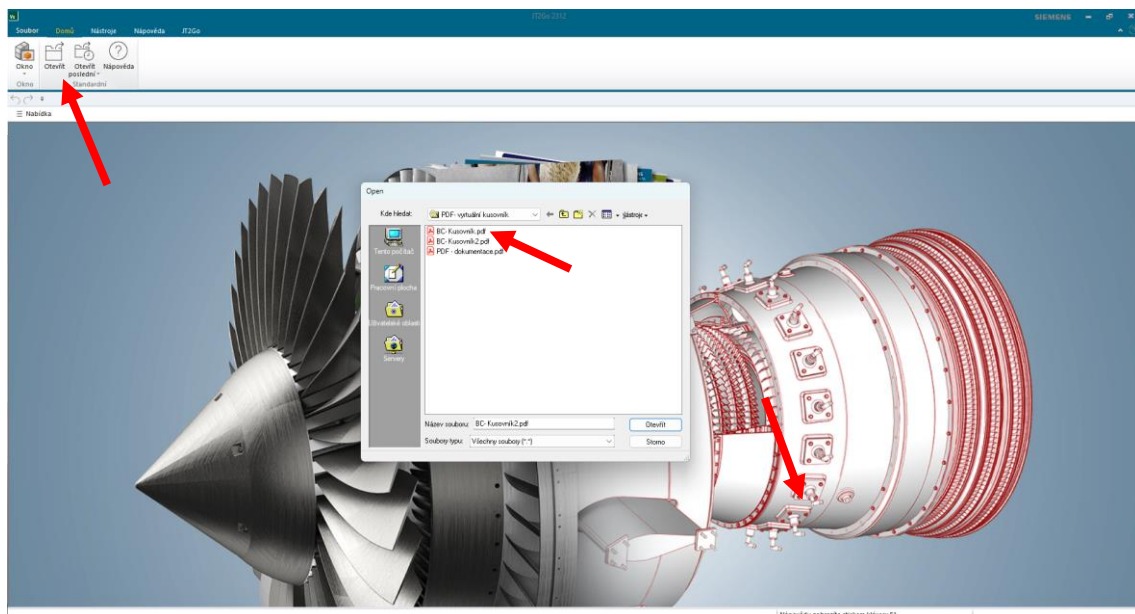 JT2Go 2312
SIEMENS
Soubor Domů Nástroje Nápověda JT2Go
Okno Otevřít Otevřít poslední Nápověda
Okno Standardní
Nabídka
Open
Kde hledat: PDF- vyrtuální kusovník
Nástroje
BC- Kusovník.pdf
BC- Kusovník2.pdf
PDF - dokumentace.pdf
Tento počítač
Pracovní plocha
Uživatelské oblasti
Servery
Název souboru: BC- Kusovník2.pdf Otevřít
Soubory typu: Všechny soubory (*.*) Storno